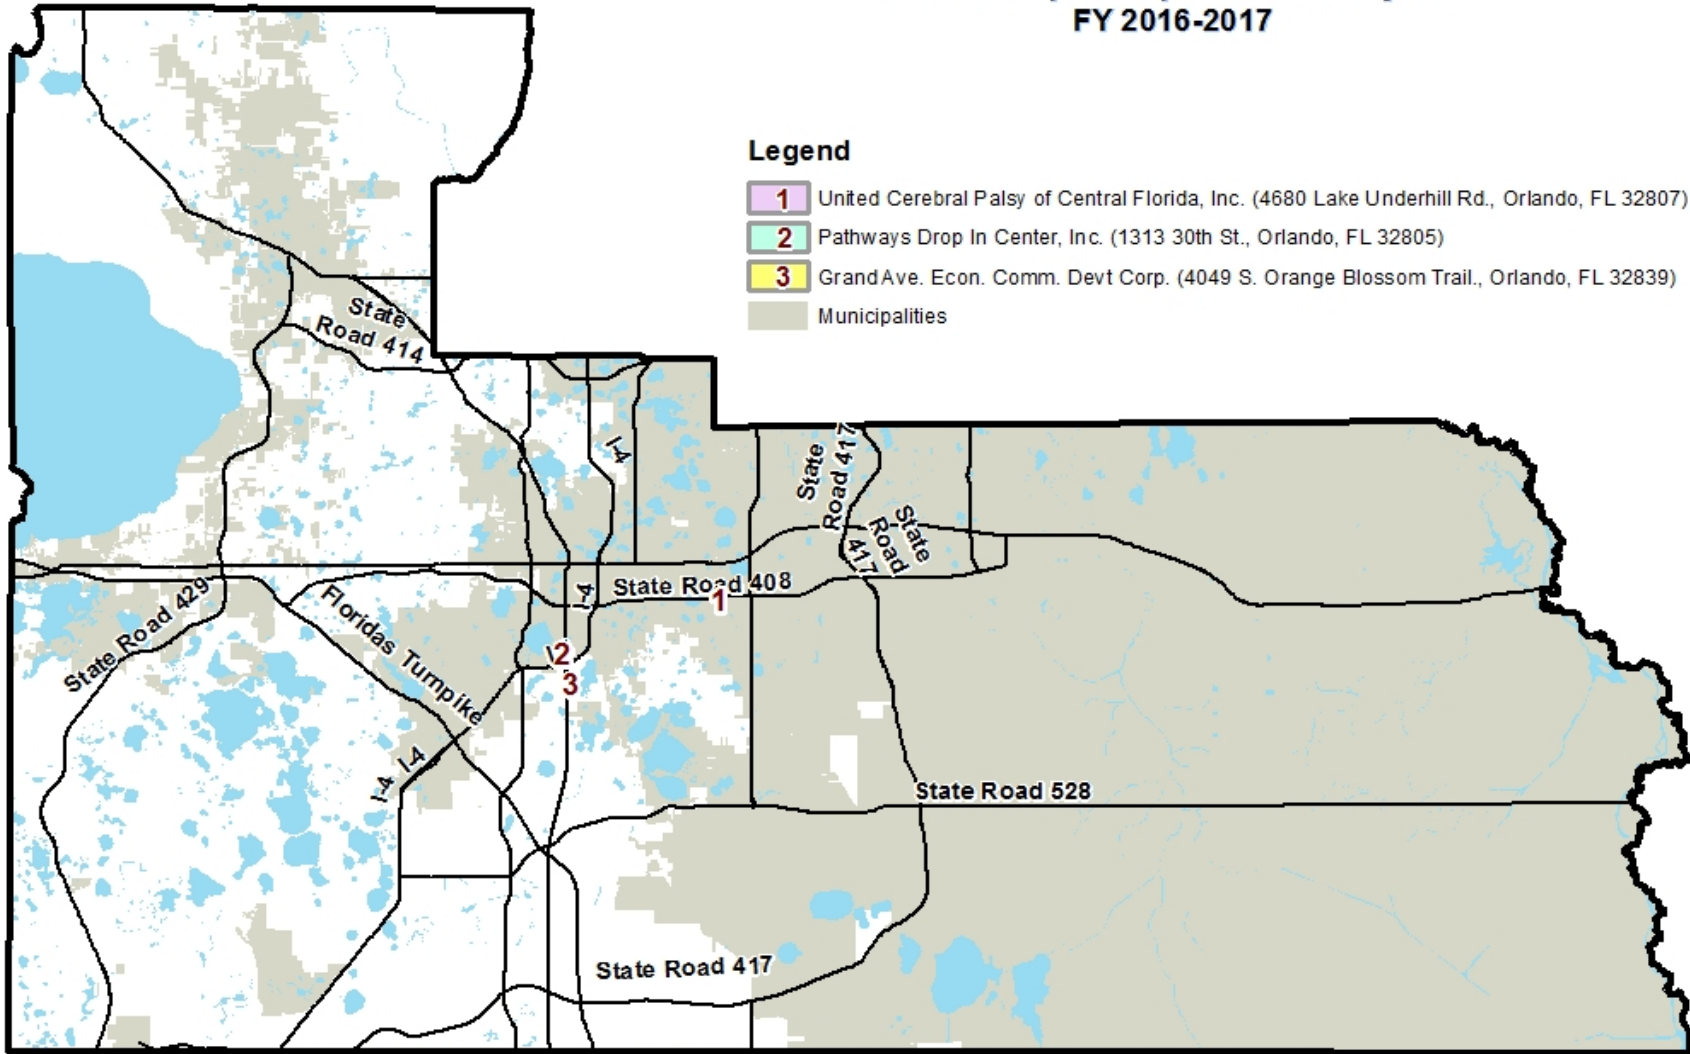 FY 2016-2017
Legend
1 United Cerebral Palsy of Central Florida, Inc. (4680 Lake Underhill Rd., Orlando, FL 32807)
2 Pathways Drop In Center, Inc. (1313 30th St., Orlando, FL 32805)
3 Grand Ave. Econ. Comm. Devt Corp. (4049 S. Orange Blossom Trail., Orlando, FL 32839)
Municipalities
State
Road 414
I-4
State
Road 417
State
Road
417
State Road 408
1
I-4
State Road 429
Floridas Turnpike
2
3
I-4
I-4
State Road 528
State Road 417